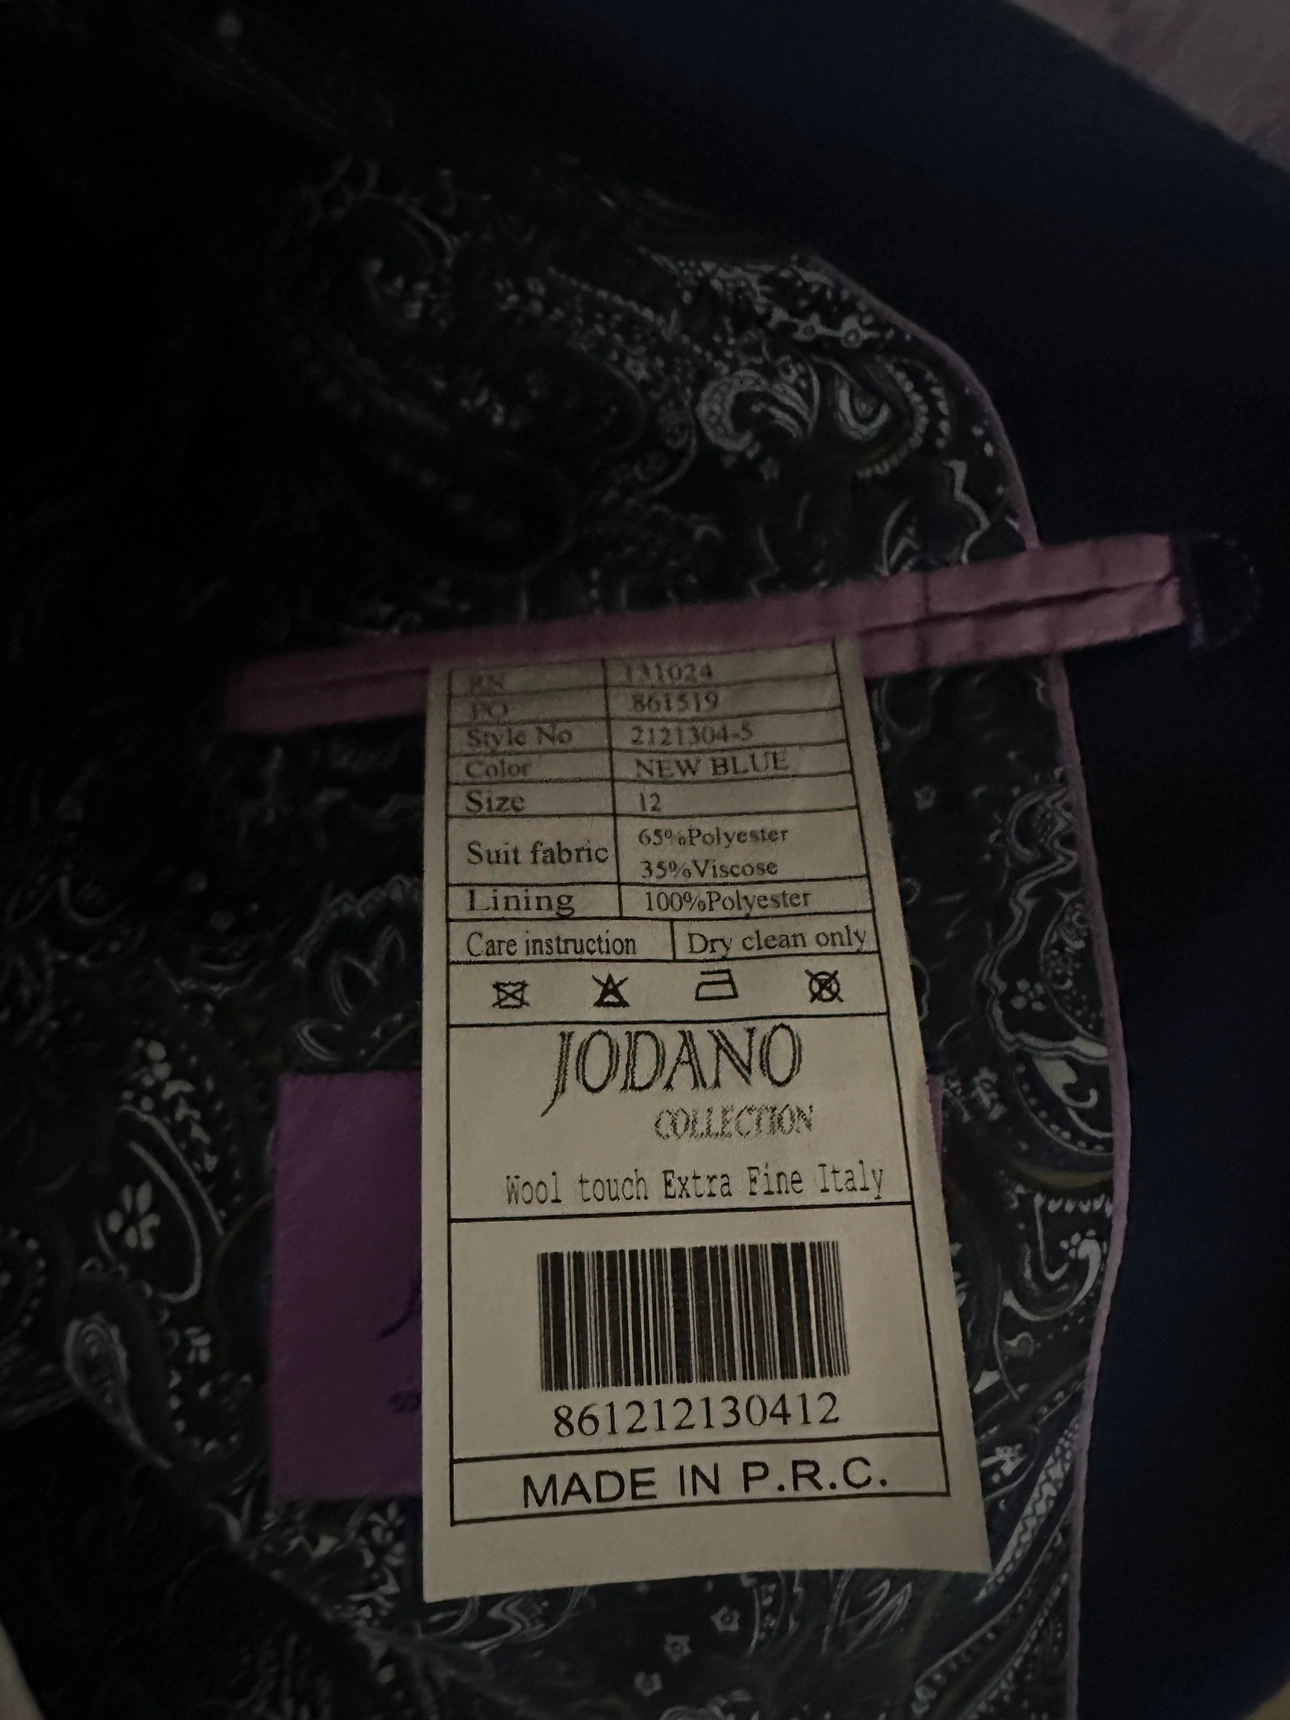 RN 131024
PO 861519
Style No 2121304-5
Color NEW BLUE
Size 12
Suit fabric 65%Polyester
35%Viscose
Lining 100%Polyester
Care instruction Dry clean only
JODANO
COLLECTION
Wool touch Extra Fine Italy
861212130412
MADE IN P.R.C.